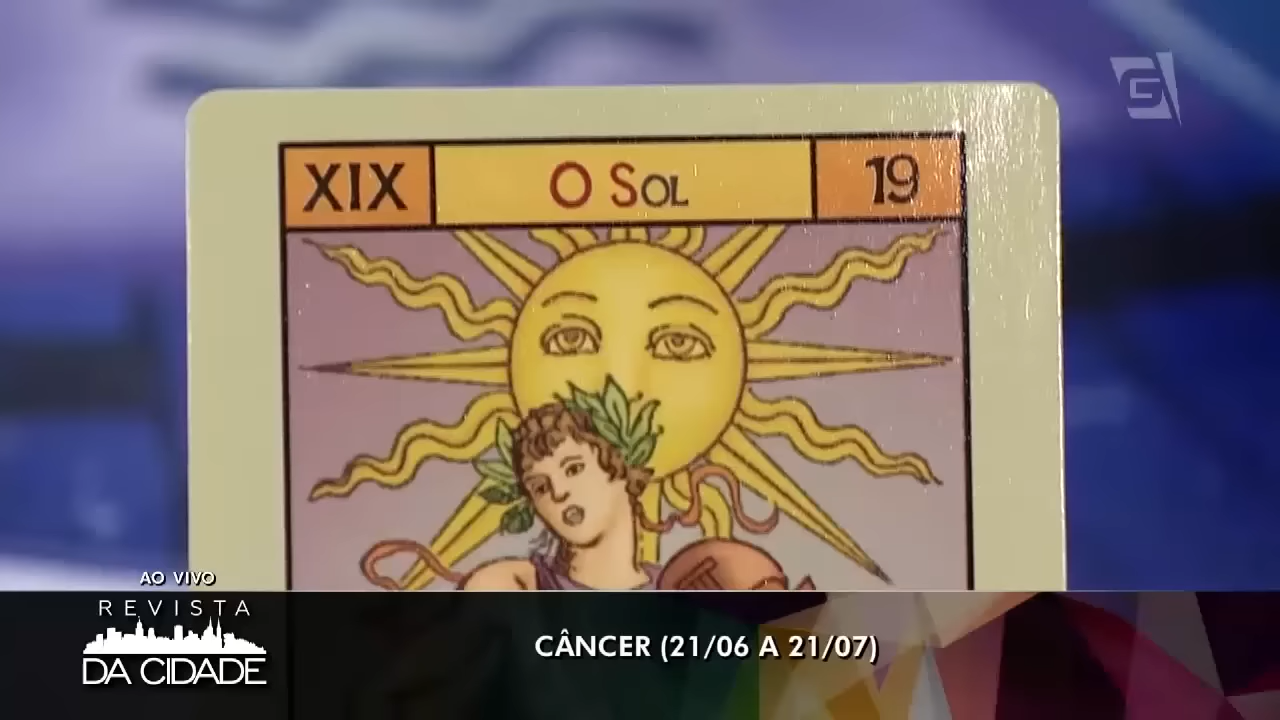 XIX
O SOL
19
AO VIVO
REVISTA
DA CIDADE
CÂNCER (21/06 A 21/07)